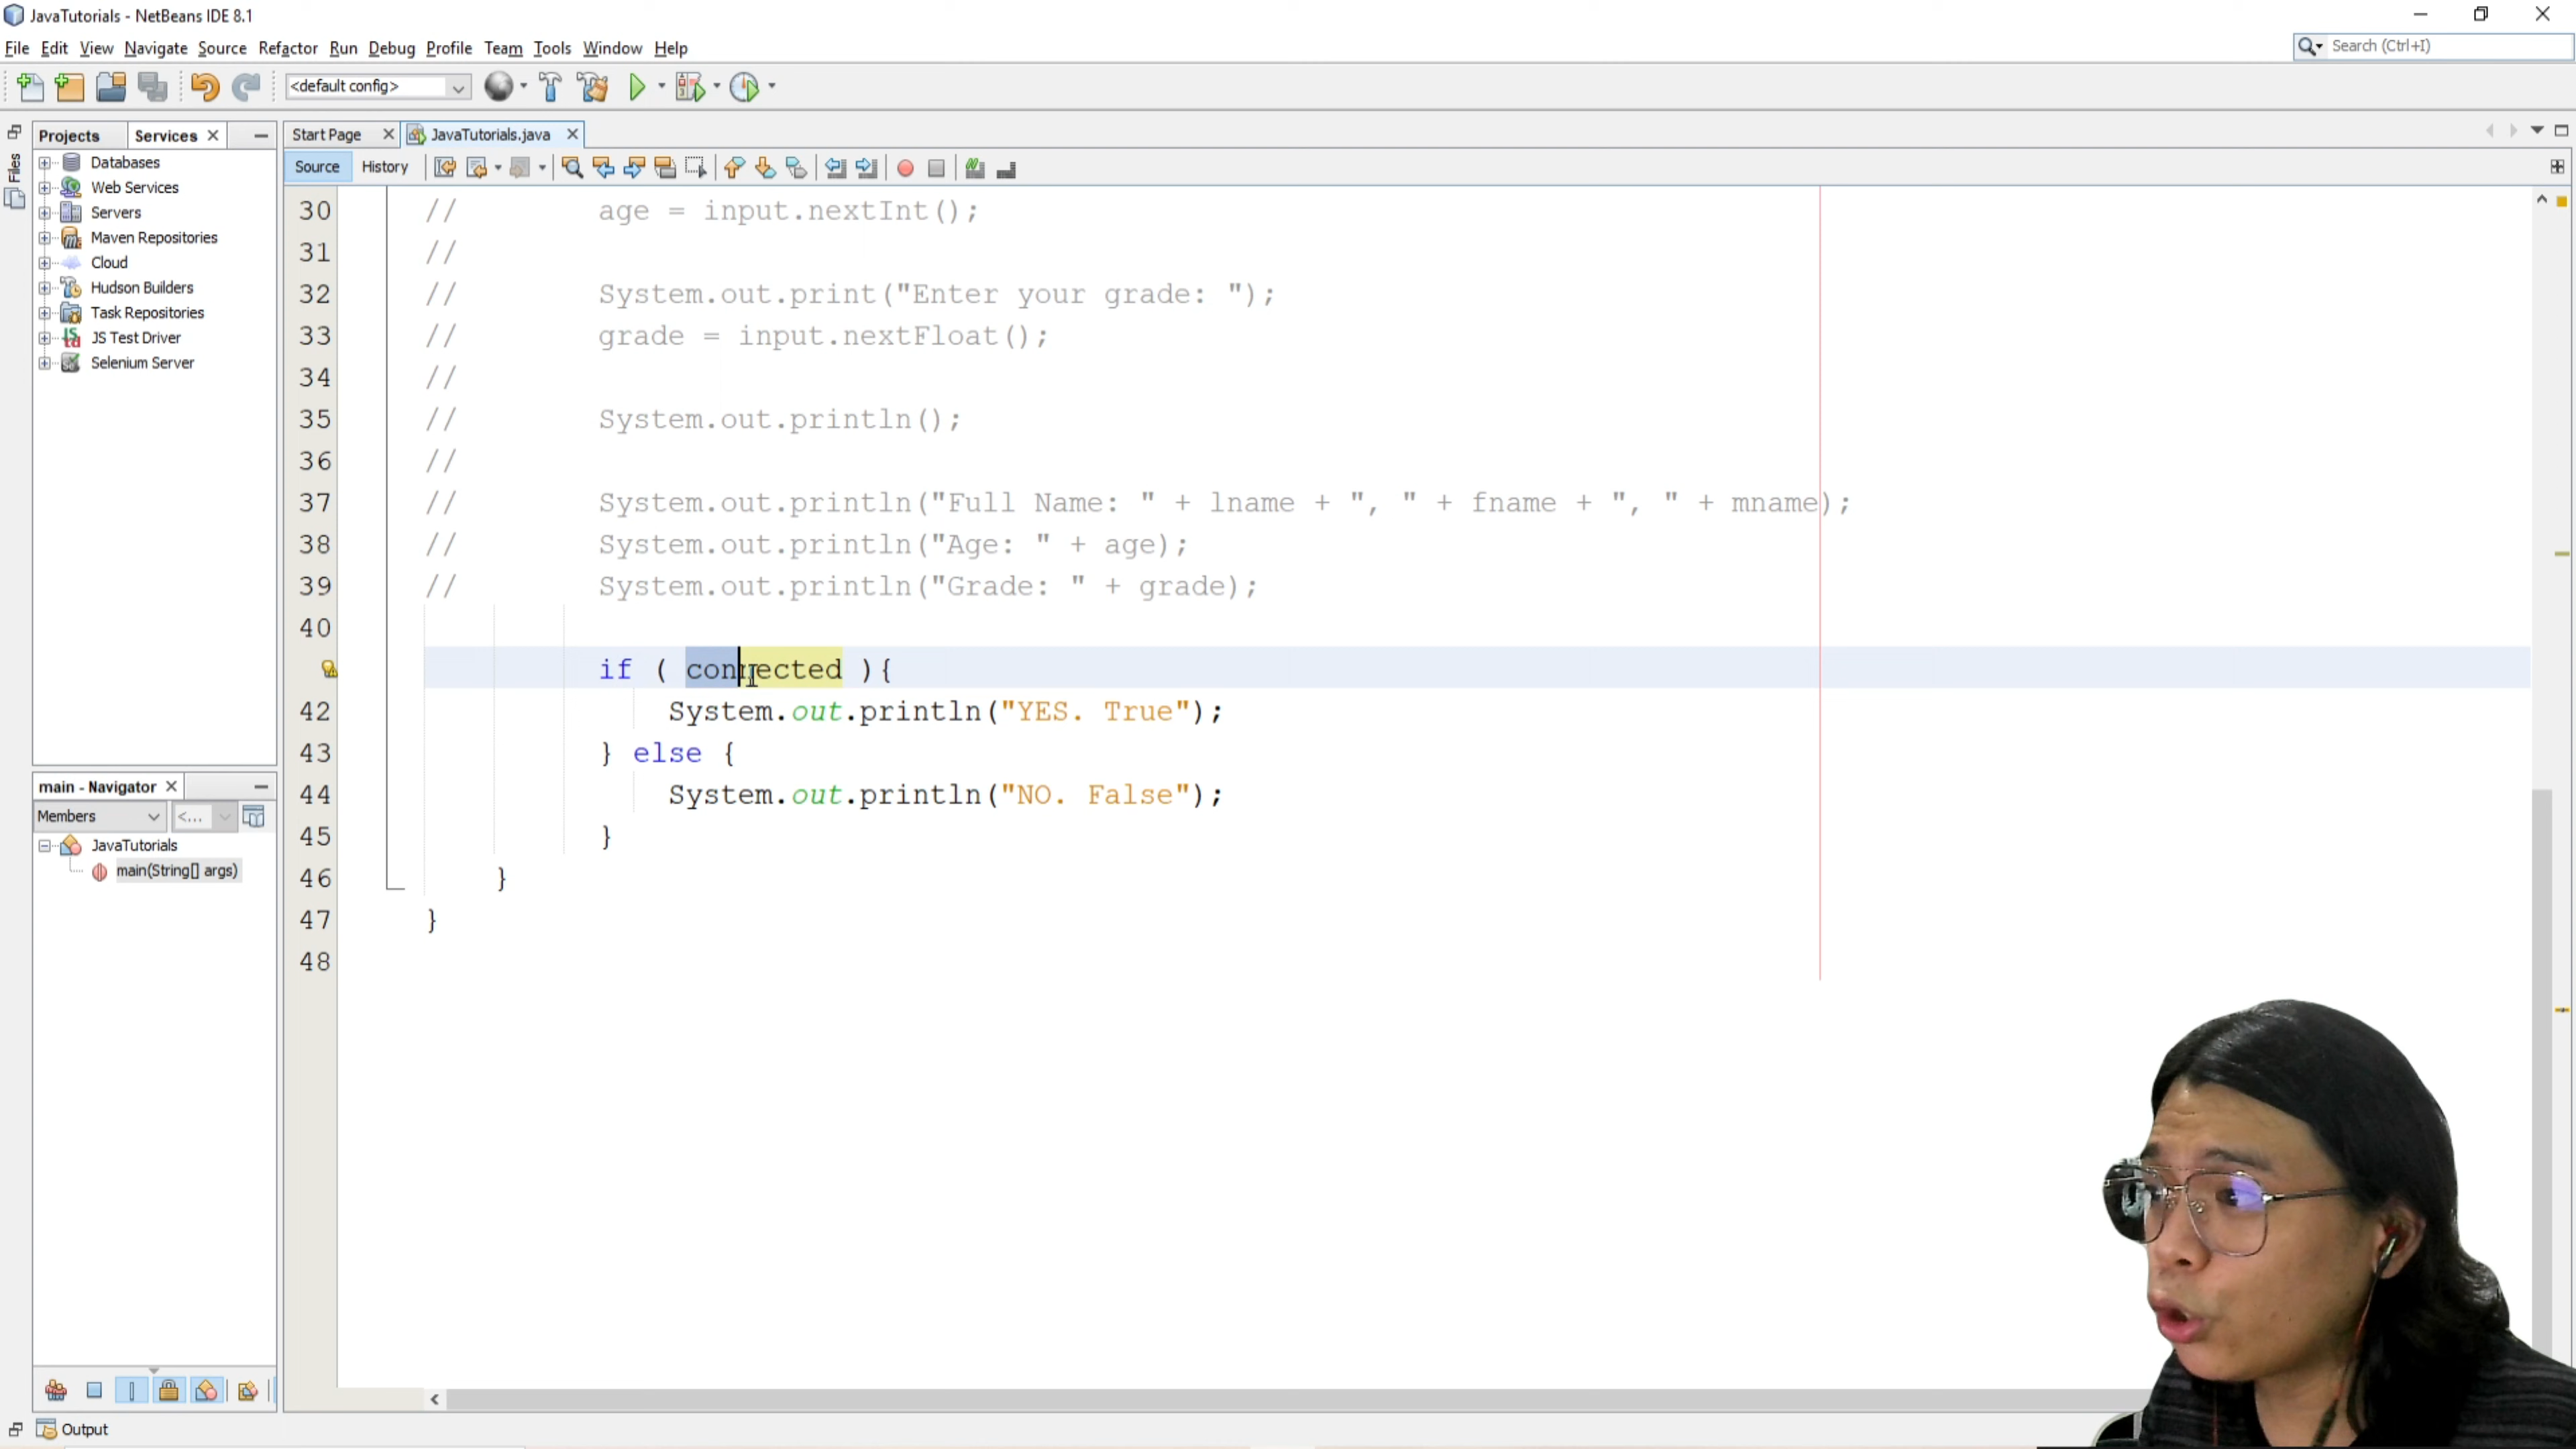 JavaTutorials - NetBeans IDE 8.1
File Edit View Navigate Source Refactor Run Debug Profile Team Tools Window Help
Search (Ctrl+I)
<default config>
Files
Projects Services
Databases
Web Services
Servers
Maven Repositories
Cloud
Hudson Builders
Task Repositories
JS Test Driver
Selenium Server
Start Page JavaTutorials.java
Source History
30 // age = input.nextInt();
31 //
32 // System.out.print("Enter your grade: ");
33 // grade = input.nextFloat();
34 //
35 // System.out.println();
36 //
37 // System.out.println("Full Name: " + lname + ", " + fname + ", " + mname);
38 // System.out.println("Age: " + age);
39 // System.out.println("Grade: " + grade);
40
if ( connected ){
42 System.out.println("YES. True");
43 } else {
44 System.out.println("NO. False");
45 }
46 }
47 }
48
main - Navigator
Members <...
JavaTutorials
main(String[] args)
Output